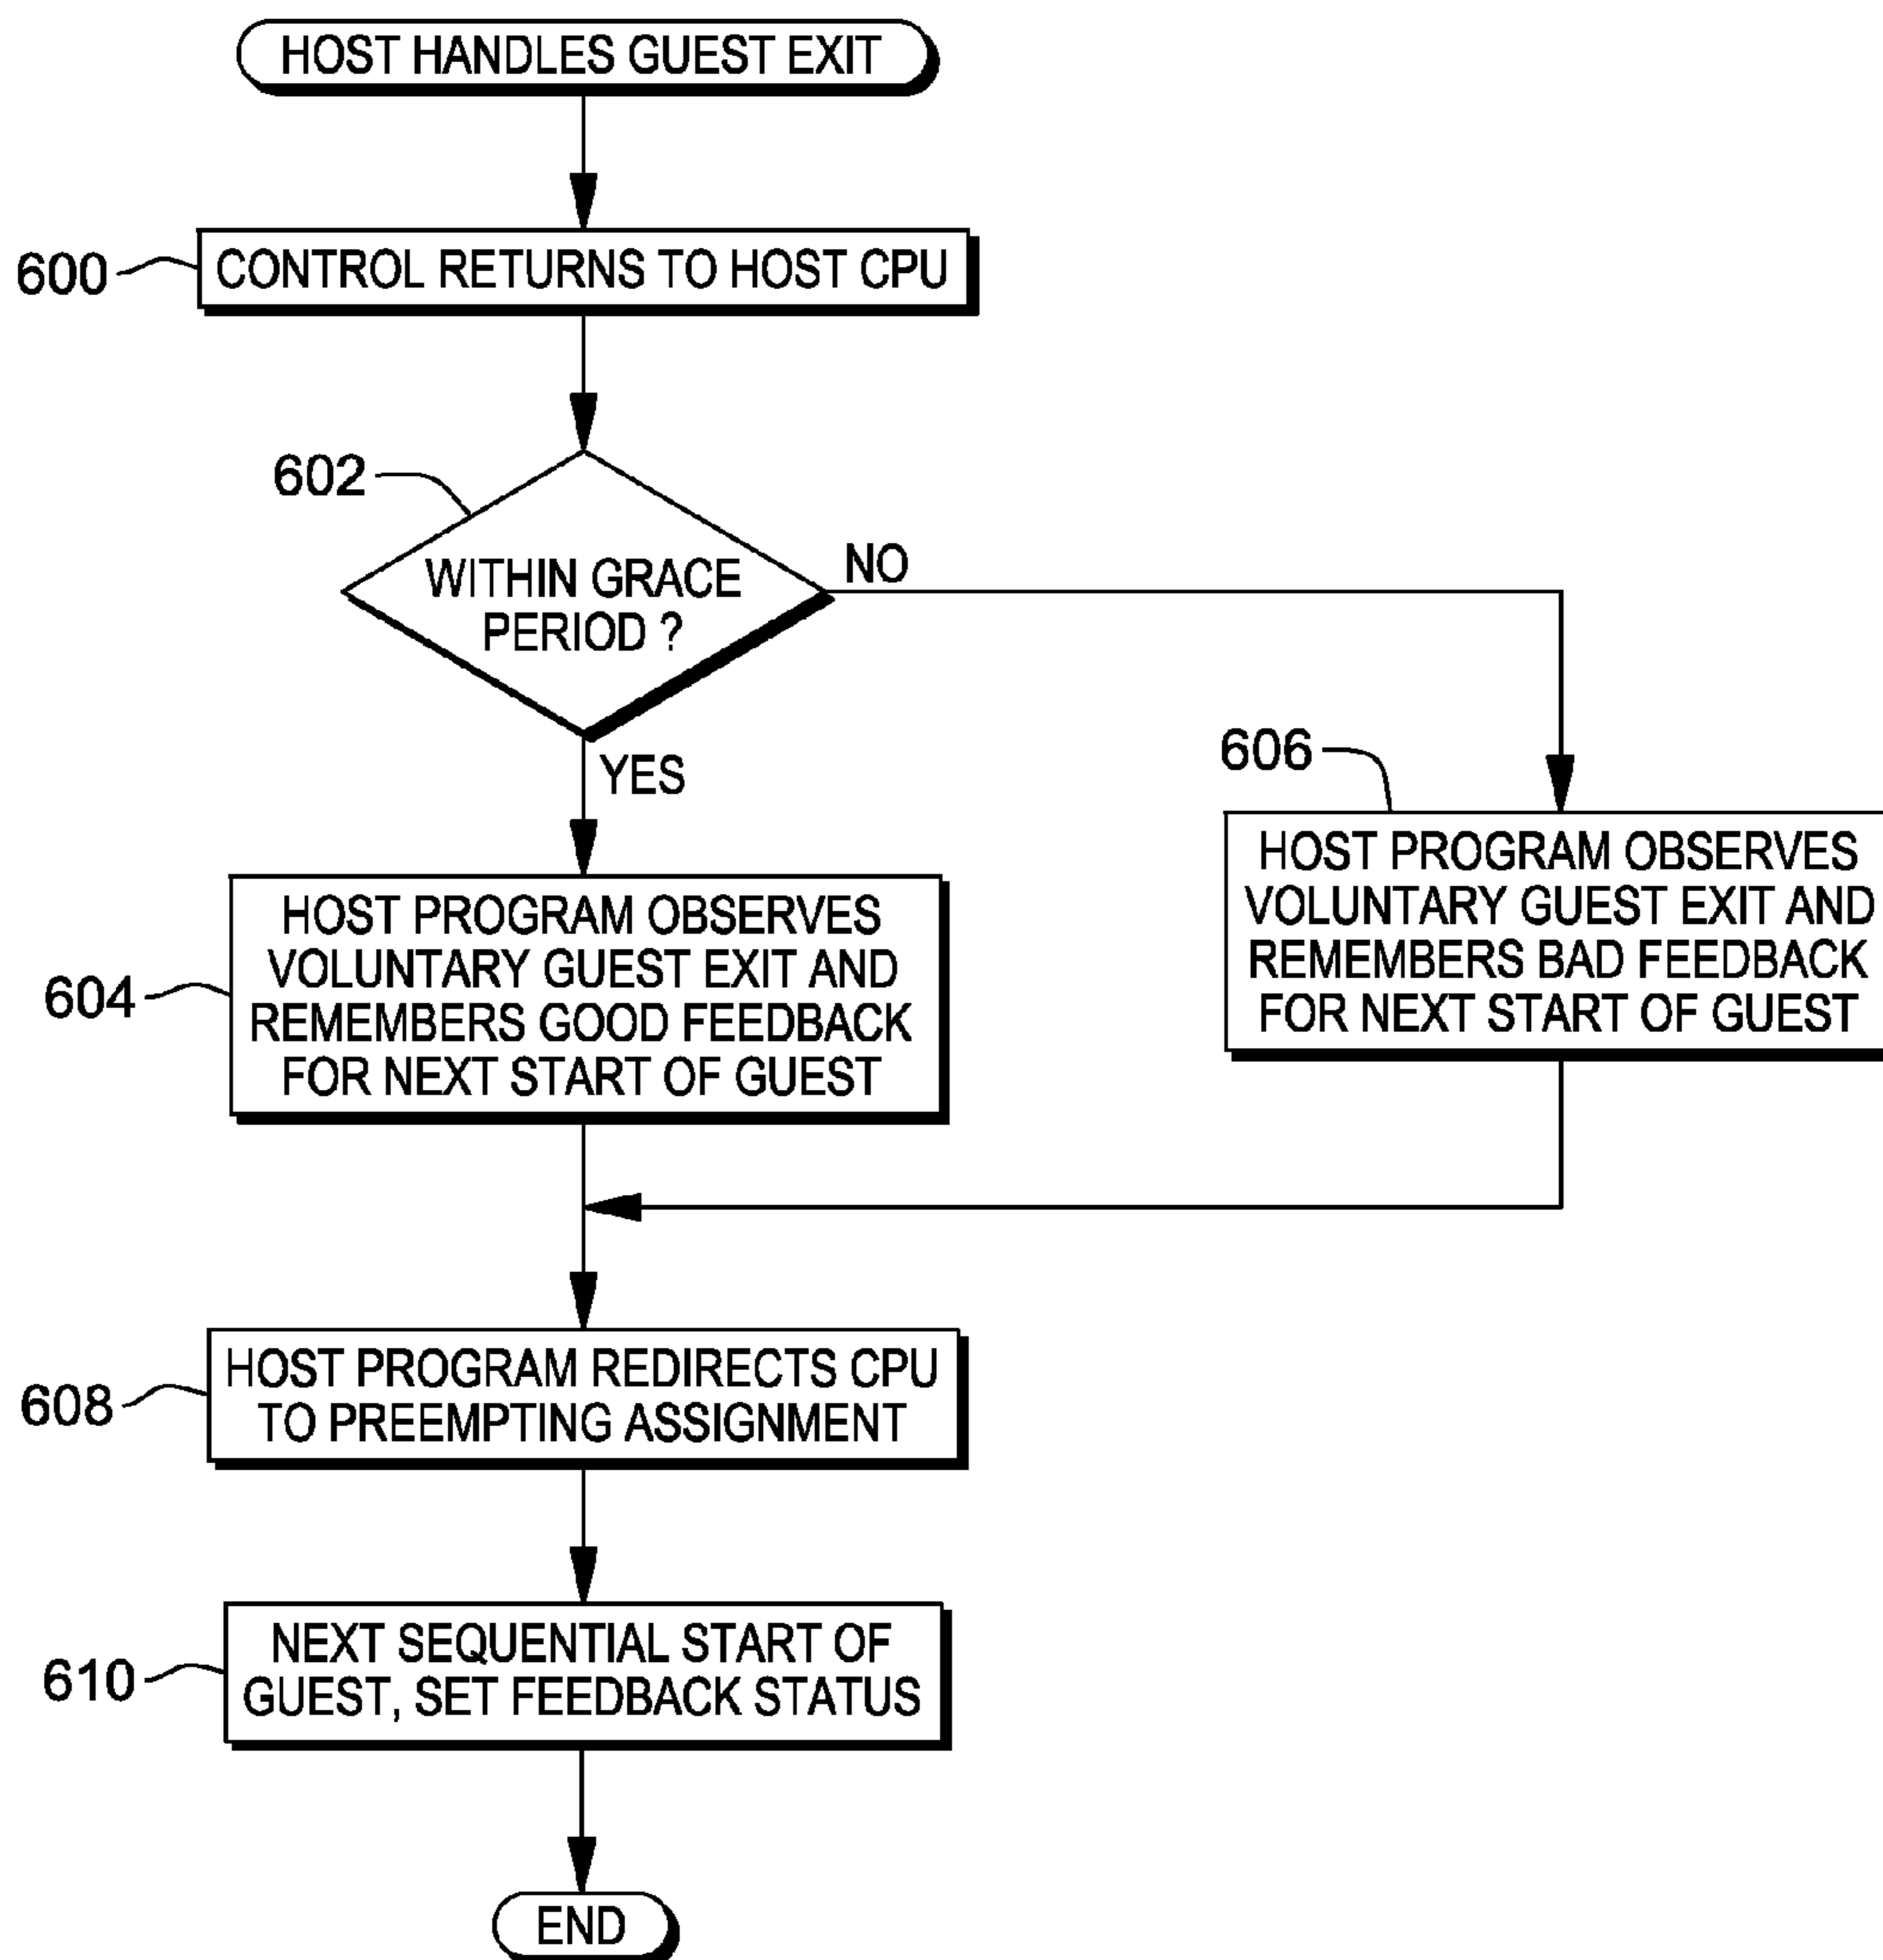 HOST HANDLES GUEST EXIT
600
CONTROL RETURNS TO HOST CPU
602
WITHIN GRACE
PERIOD ?
NO
YES
604
HOST PROGRAM OBSERVES
VOLUNTARY GUEST EXIT AND
REMEMBERS GOOD FEEDBACK
FOR NEXT START OF GUEST
606
HOST PROGRAM OBSERVES
VOLUNTARY GUEST EXIT AND
REMEMBERS BAD FEEDBACK
FOR NEXT START OF GUEST
608
HOST PROGRAM REDIRECTS CPU
TO PREEMPTING ASSIGNMENT
610
NEXT SEQUENTIAL START OF
GUEST, SET FEEDBACK STATUS
END